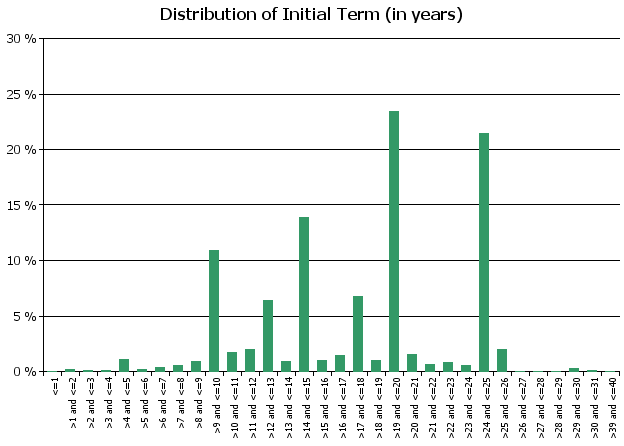 Distribution of Initial Term (in years)
30 %
25 %
20 %
15 %
10 %
5 %
0 %
<=1
>1 and <=2
>2 and <=3
>3 and <=4
>4 and <=5
>5 and <=6
>6 and <=7
>7 and <=8
>8 and <=9
>9 and <=10
>10 and <=11
>11 and <=12
>12 and <=13
>13 and <=14
>14 and <=15
>15 and <=16
>16 and <=17
>17 and <=18
>18 and <=19
>19 and <=20
>20 and <=21
>21 and <=22
>22 and <=23
>23 and <=24
>24 and <=25
>25 and <=26
>26 and <=27
>27 and <=28
>28 and <=29
>29 and <=30
>30 and <=31
>39 and <=40